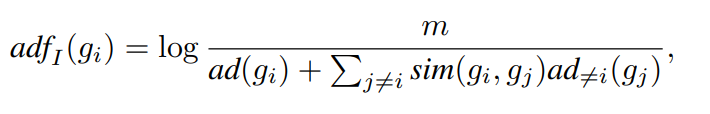 adf_I(g_i) = log m / (ad(g_i) + ∑_{j≠i} sim(g_i, g_j)ad_{≠i}(g_j)),